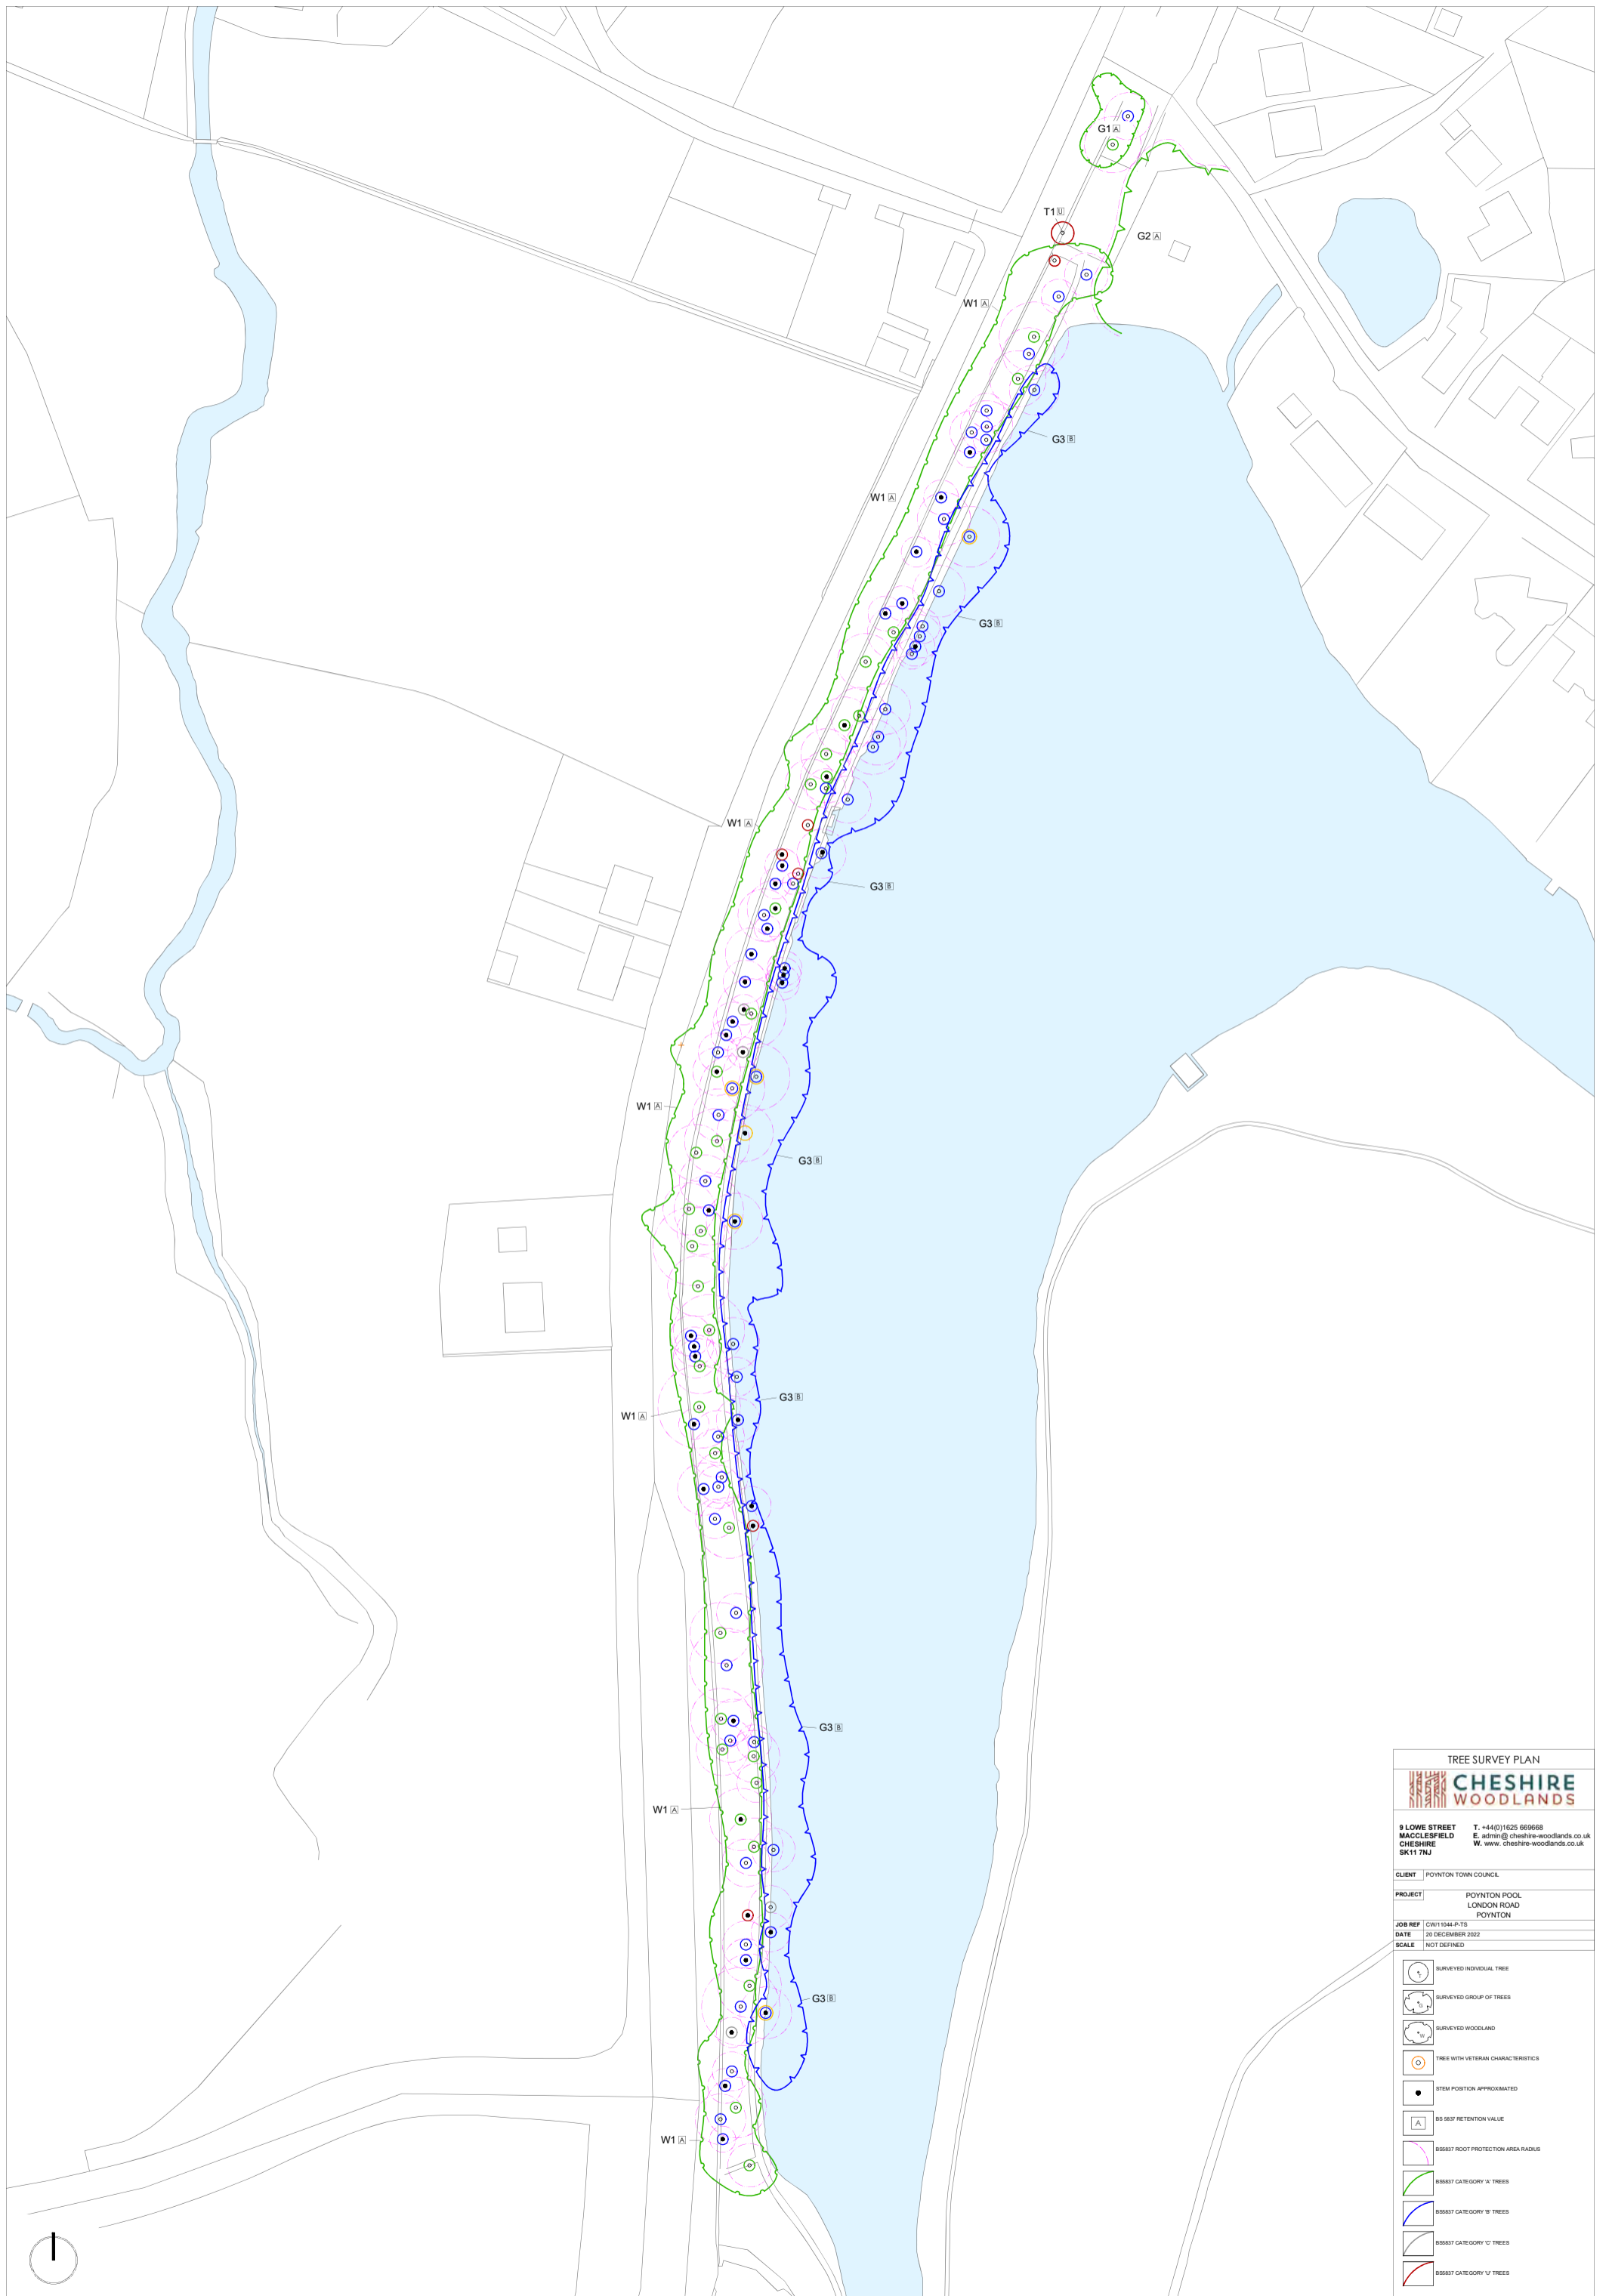 G1 A
T1 U
G2 A
W1 A
G3 B
W1 A
G3 B
W1 A
G3 B
W1 A
G3 B
G3 B
W1 A
G3 B
W1 A
G3 B
W1 A
TREE SURVEY PLAN
CHESHIRE
WOODLANDS
9 LOWE STREET
MACCLESFIELD
CHESHIRE
SK11 7NJ
T. +44(0)1625 669668
E. admin@ cheshire-woodlands.co.uk
W. www. cheshire-woodlands.co.uk
CLIENT POYNTON TOWN COUNCIL
PROJECT POYNTON POOL
LONDON ROAD
POYNTON
JOB REF CW/11044-P-TS
DATE 20 DECEMBER 2022
SCALE NOT DEFINED
T SURVEYED INDIVIDUAL TREE
G SURVEYED GROUP OF TREES
W SURVEYED WOODLAND
TREE WITH VETERAN CHARACTERISTICS
STEM POSITION APPROXIMATED
A BS 5837 RETENTION VALUE
BS5837 ROOT PROTECTION AREA RADIUS
BS5837 CATEGORY 'A' TREES
BS5837 CATEGORY 'B' TREES
BS5837 CATEGORY 'C' TREES
BS5837 CATEGORY 'U' TREES